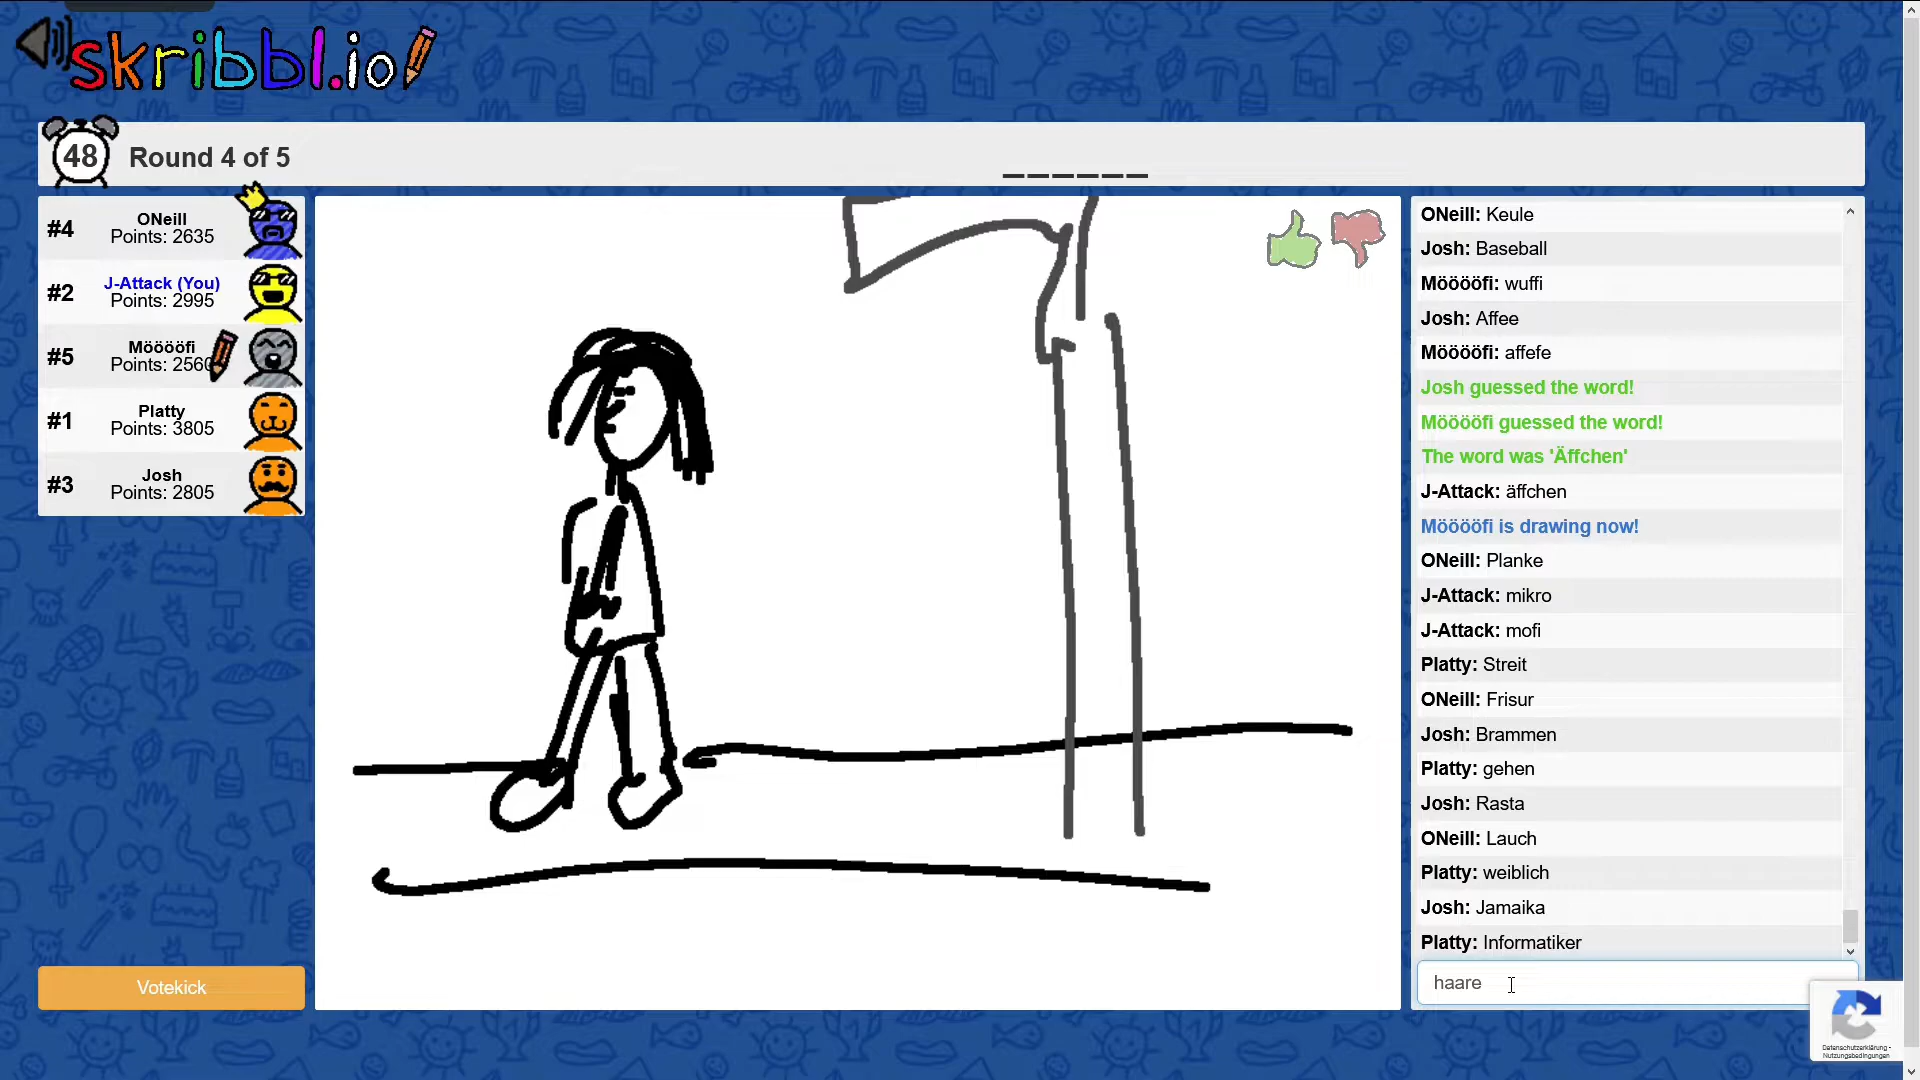 skribbl.io
48
Round 4 of 5
______
#4
ONeill
Points: 2635
#2
J-Attack (You)
Points: 2995
#5
Mööööfi
Points: 2560
#1
Platty
Points: 3805
#3
Josh
Points: 2805
Votekick
ONeill: Keule
Josh: Baseball
Mööööfi: wuffi
Josh: Affee
Mööööfi: affefe
Josh guessed the word!
Mööööfi guessed the word!
The word was 'Äffchen'
J-Attack: äffchen
Mööööfi is drawing now!
ONeill: Planke
J-Attack: mikro
J-Attack: mofi
Platty: Streit
ONeill: Frisur
Josh: Brammen
Platty: gehen
Josh: Rasta
ONeill: Lauch
Platty: weiblich
Josh: Jamaika
Platty: Informatiker
haare
Datenschutzerklärung -
Nutzungsbedingungen